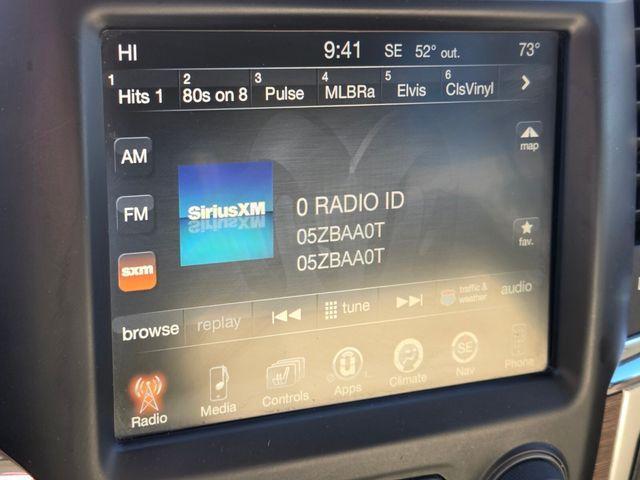 HI 9:41 SE 52° out. 73°
1 Hits 1 2 80s on 8 3 Pulse 4 MLBRa 5 Elvis 6 ClsVinyl
AM
map
SiriusXM
0 RADIO ID
FM
05ZBAA0T
fav.
05ZBAA0T
sxm
browse replay tune traffic & weather audio
Radio Media Controls U Apps Climate SE Nav Phone